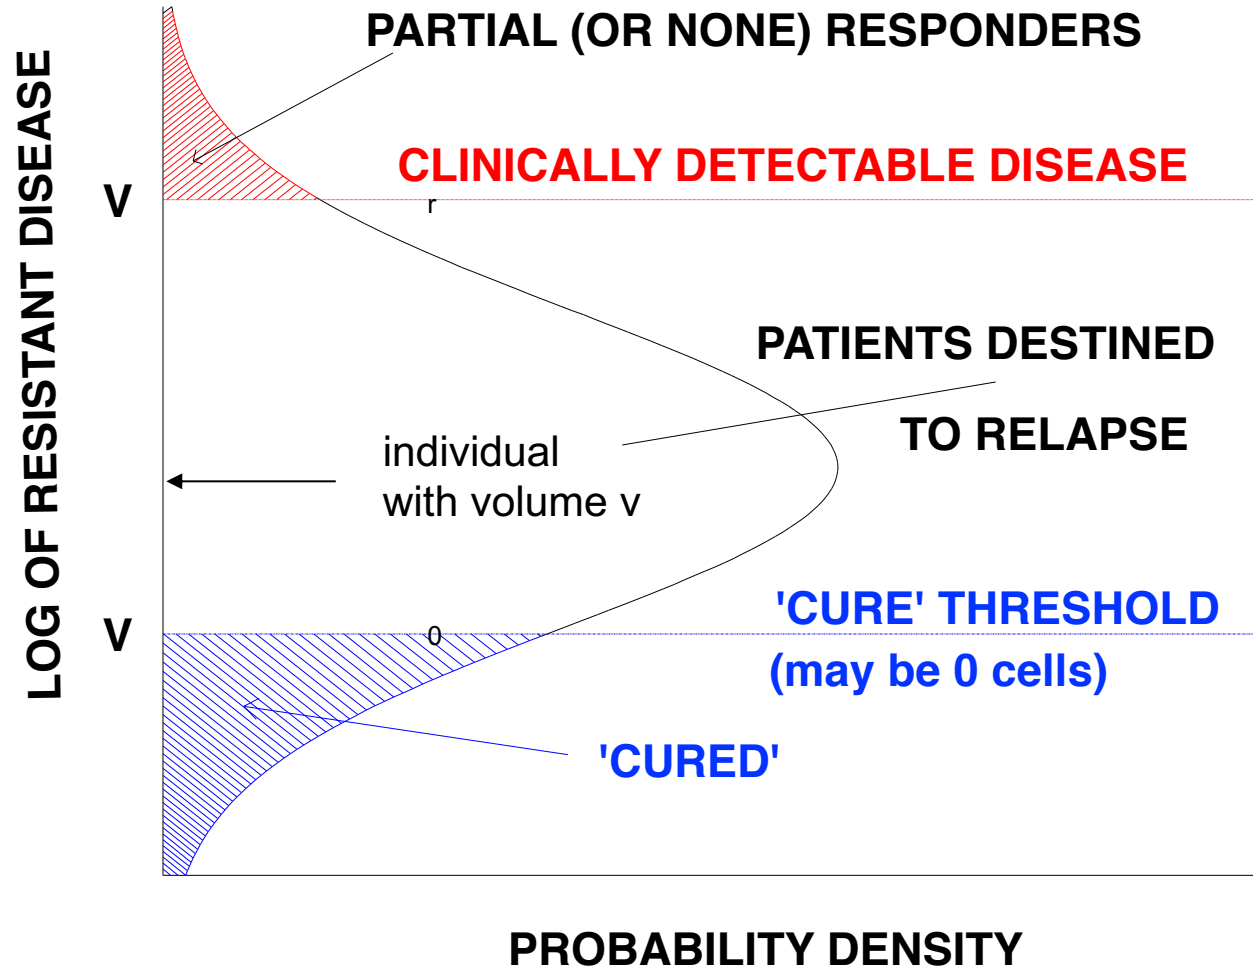 PARTIAL (OR NONE) RESPONDERS
CLINICALLY DETECTABLE DISEASE
V
r
LOG OF RESISTANT DISEASE
PATIENTS DESTINED
TO RELAPSE
individual
with volume v
'CURE' THRESHOLD
V
0
(may be 0 cells)
'CURED'
PROBABILITY DENSITY